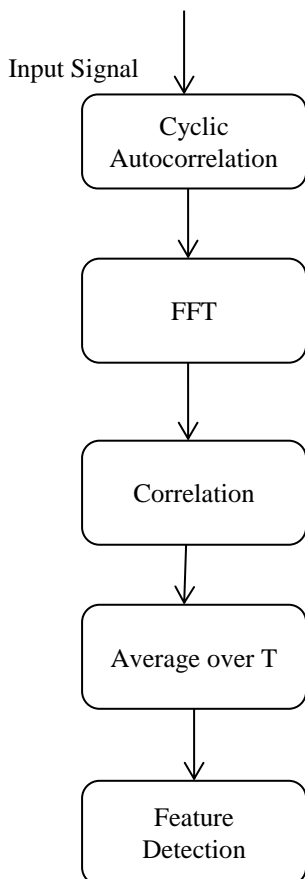 Input Signal
Cyclic
Autocorrelation
FFT
Correlation
Average over T
Feature
Detection